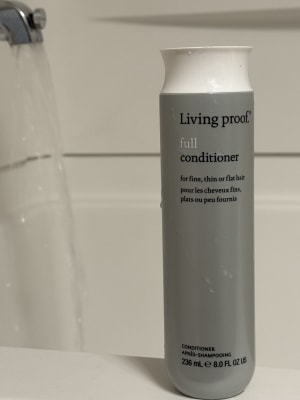 Living proof.
full
conditioner
for fine, thin or flat hair
pour les cheveux fins,
plats ou peu fournis
CONDITIONER
APRÈS-SHAMPOOING
236 mL ℮ 8.0 FL OZ US